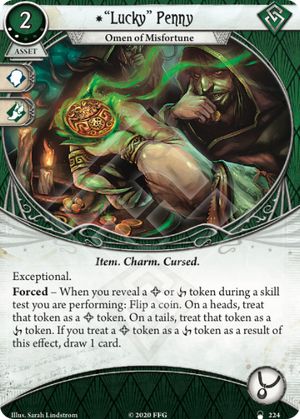 2
"Lucky" Penny
Omen of Misfortune
ASSET
Item. Charm. Cursed.
Exceptional.
Forced – When you reveal a or token during a skill
test you are performing: Flip a coin. On a heads, treat
that token as a token. On a tails, treat that token as a
token. If you treat a token as a token as a result of
this effect, draw 1 card.
Illus. Sarah Lindstrom
© 2020 FFG
224